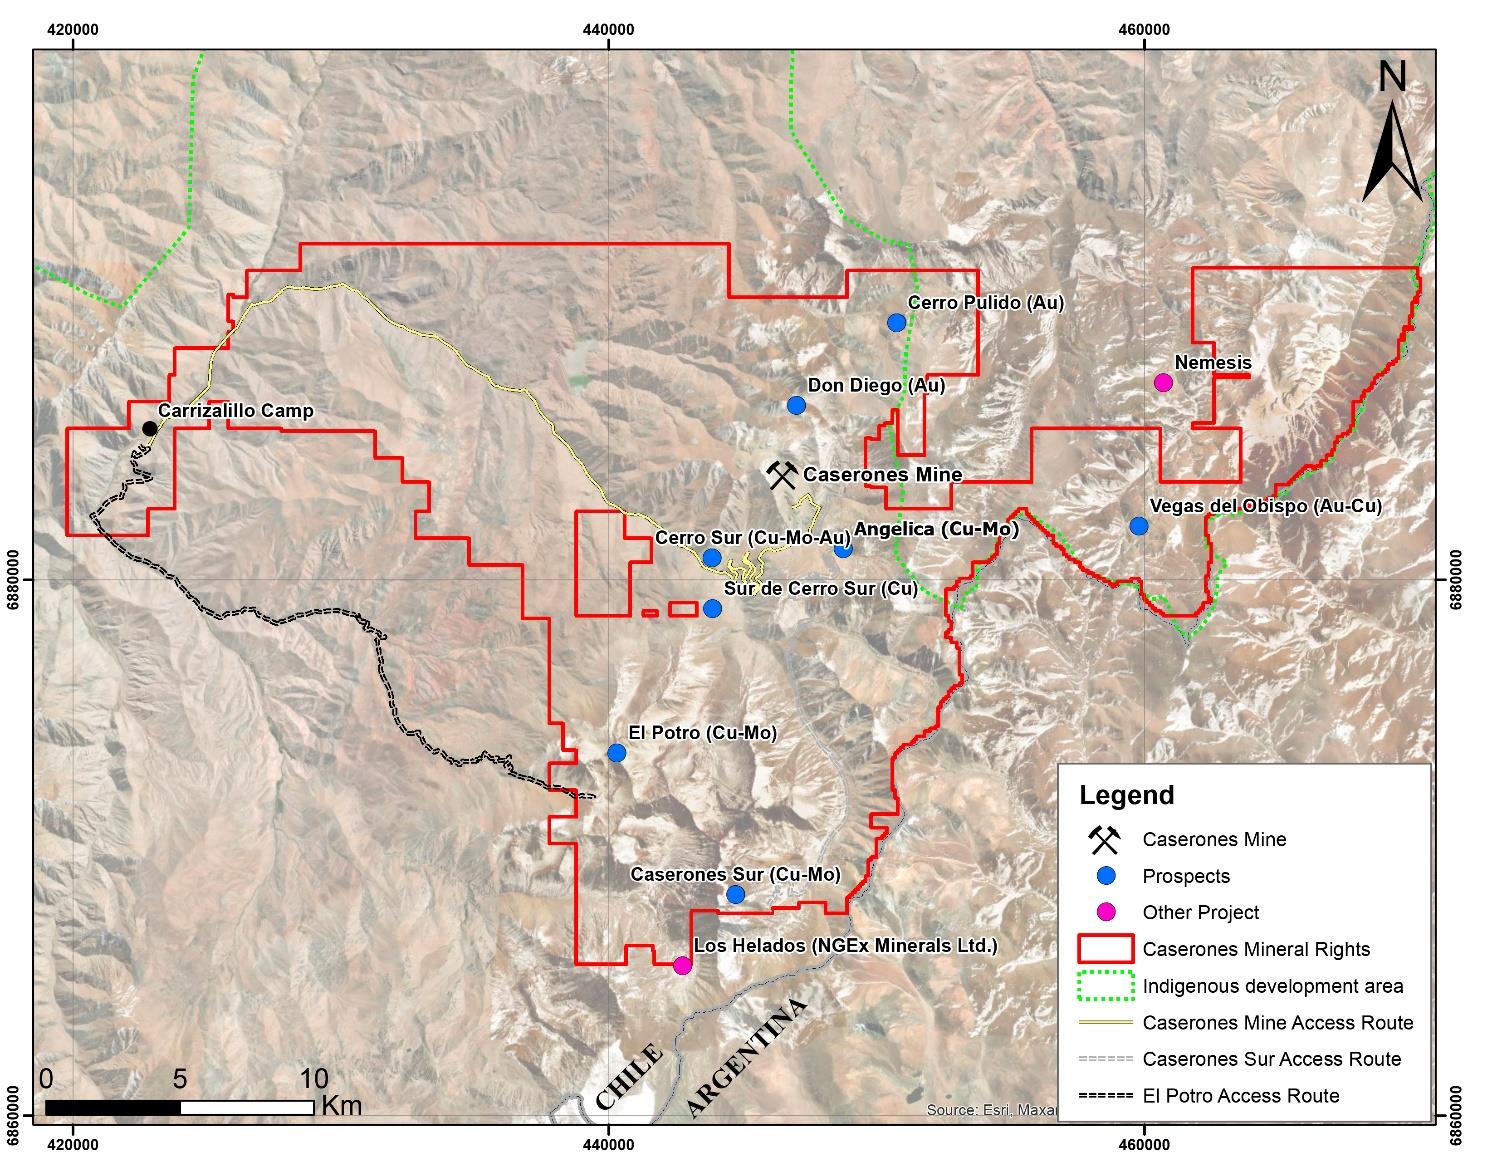 420000
440000
460000
N
Cerro Pulido (Au)
Nemesis
Don Diego (Au)
Carrizalillo Camp
Caserones Mine
Vegas del Obispo (Au-Cu)
Angelica (Cu-Mo)
Cerro Sur (Cu-Mo-Au)
6880000
6880000
Sur de Cerro Sur (Cu)
El Potro (Cu-Mo)
Caserones Sur (Cu-Mo)
Los Helados (NGEx Minerals Ltd.)
CHILE
ARGENTINA
Legend
Caserones Mine
Prospects
Other Project
Caserones Mineral Rights
Indigenous development area
Caserones Mine Access Route
Caserones Sur Access Route
El Potro Access Route
0 5 10
Km
Source: Esri, Maxar
6860000
6860000
420000
440000
460000